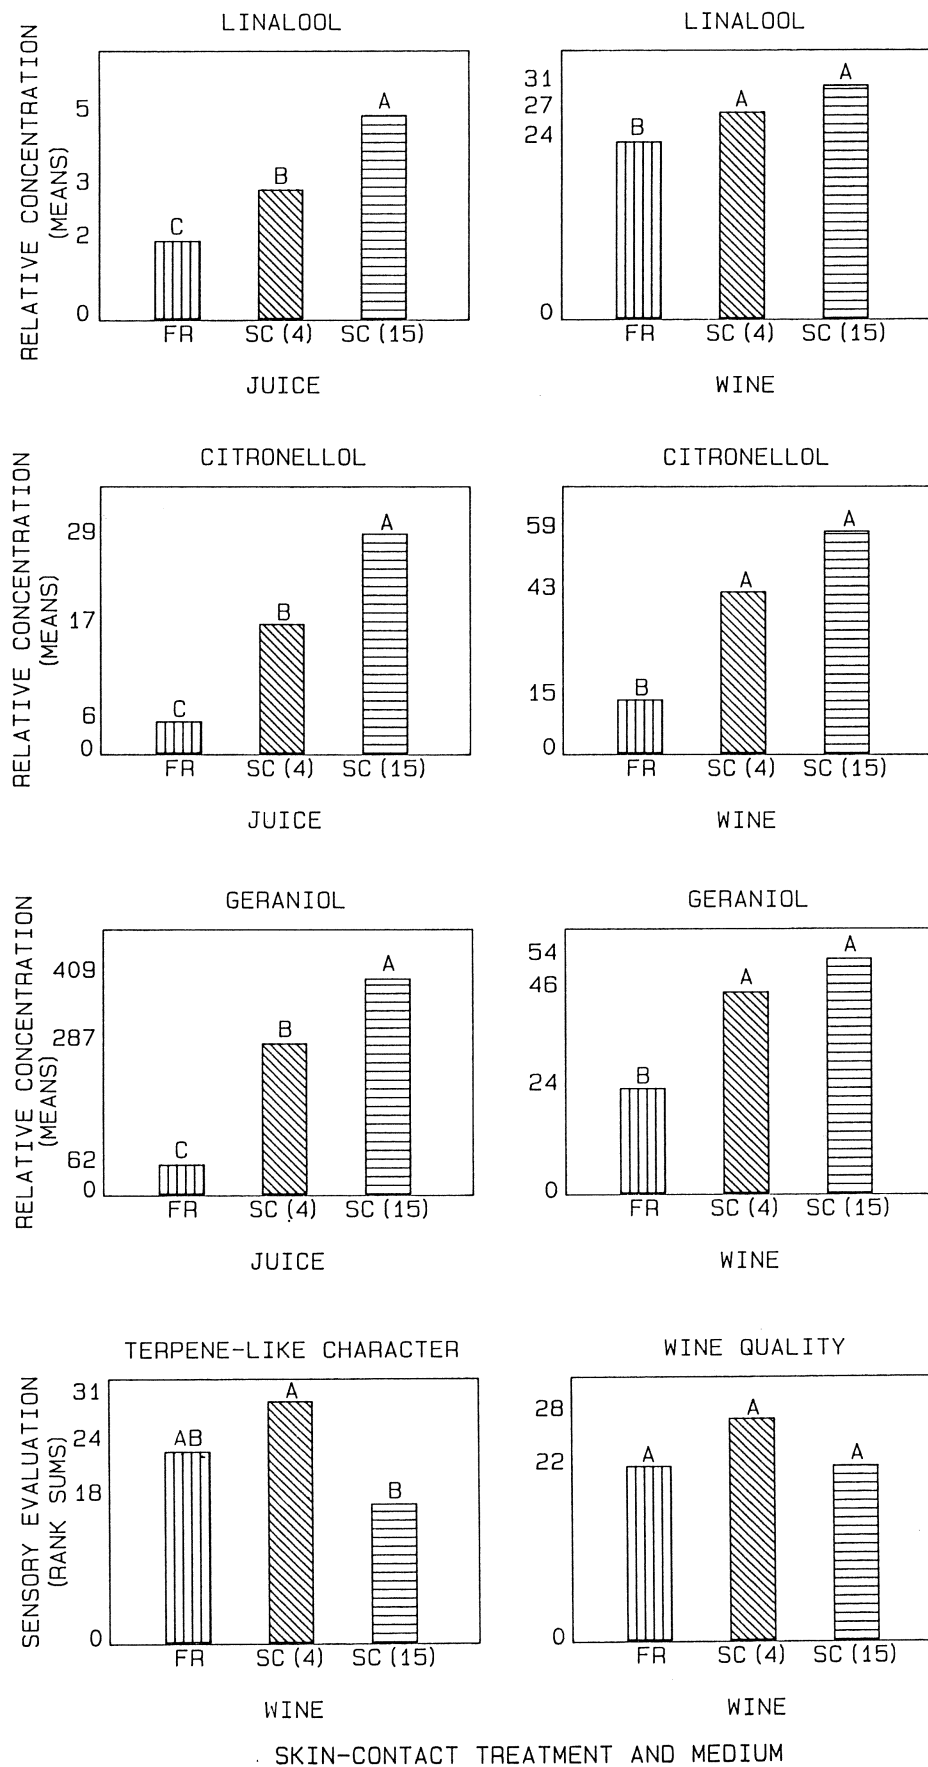 LINALOOL
RELATIVE CONCENTRATION
(MEANS)
5
3
2
0
C
B
A
FR SC (4) SC (15)
JUICE
LINALOOL
31
27
24
0
B
A
A
FR SC (4) SC (15)
WINE
CITRONELLOL
RELATIVE CONCENTRATION
(MEANS)
29
17
6
0
C
B
A
FR SC (4) SC (15)
JUICE
CITRONELLOL
59
43
15
0
B
A
A
FR SC (4) SC (15)
WINE
GERANIOL
RELATIVE CONCENTRATION
(MEANS)
409
287
62
0
C
B
A
FR SC (4) SC (15)
JUICE
GERANIOL
54
46
24
0
B
A
A
FR SC (4) SC (15)
WINE
TERPENE-LIKE CHARACTER
SENSORY EVALUATION
(RANK SUMS)
31
24
18
0
AB
A
B
FR SC (4) SC (15)
WINE
WINE QUALITY
28
22
0
A
A
A
FR SC (4) SC (15)
WINE
SKIN-CONTACT TREATMENT AND MEDIUM